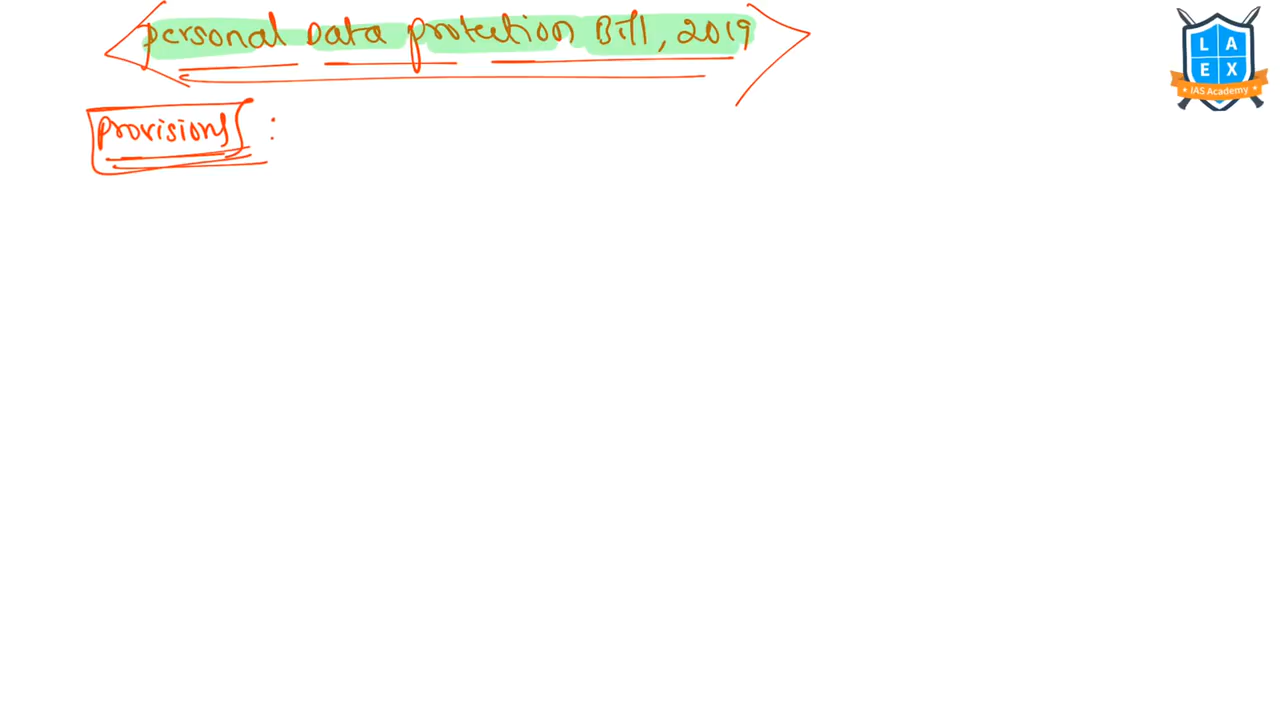 personal Data protection Bill, 2019
provisions :
L A
E X
IAS Academy